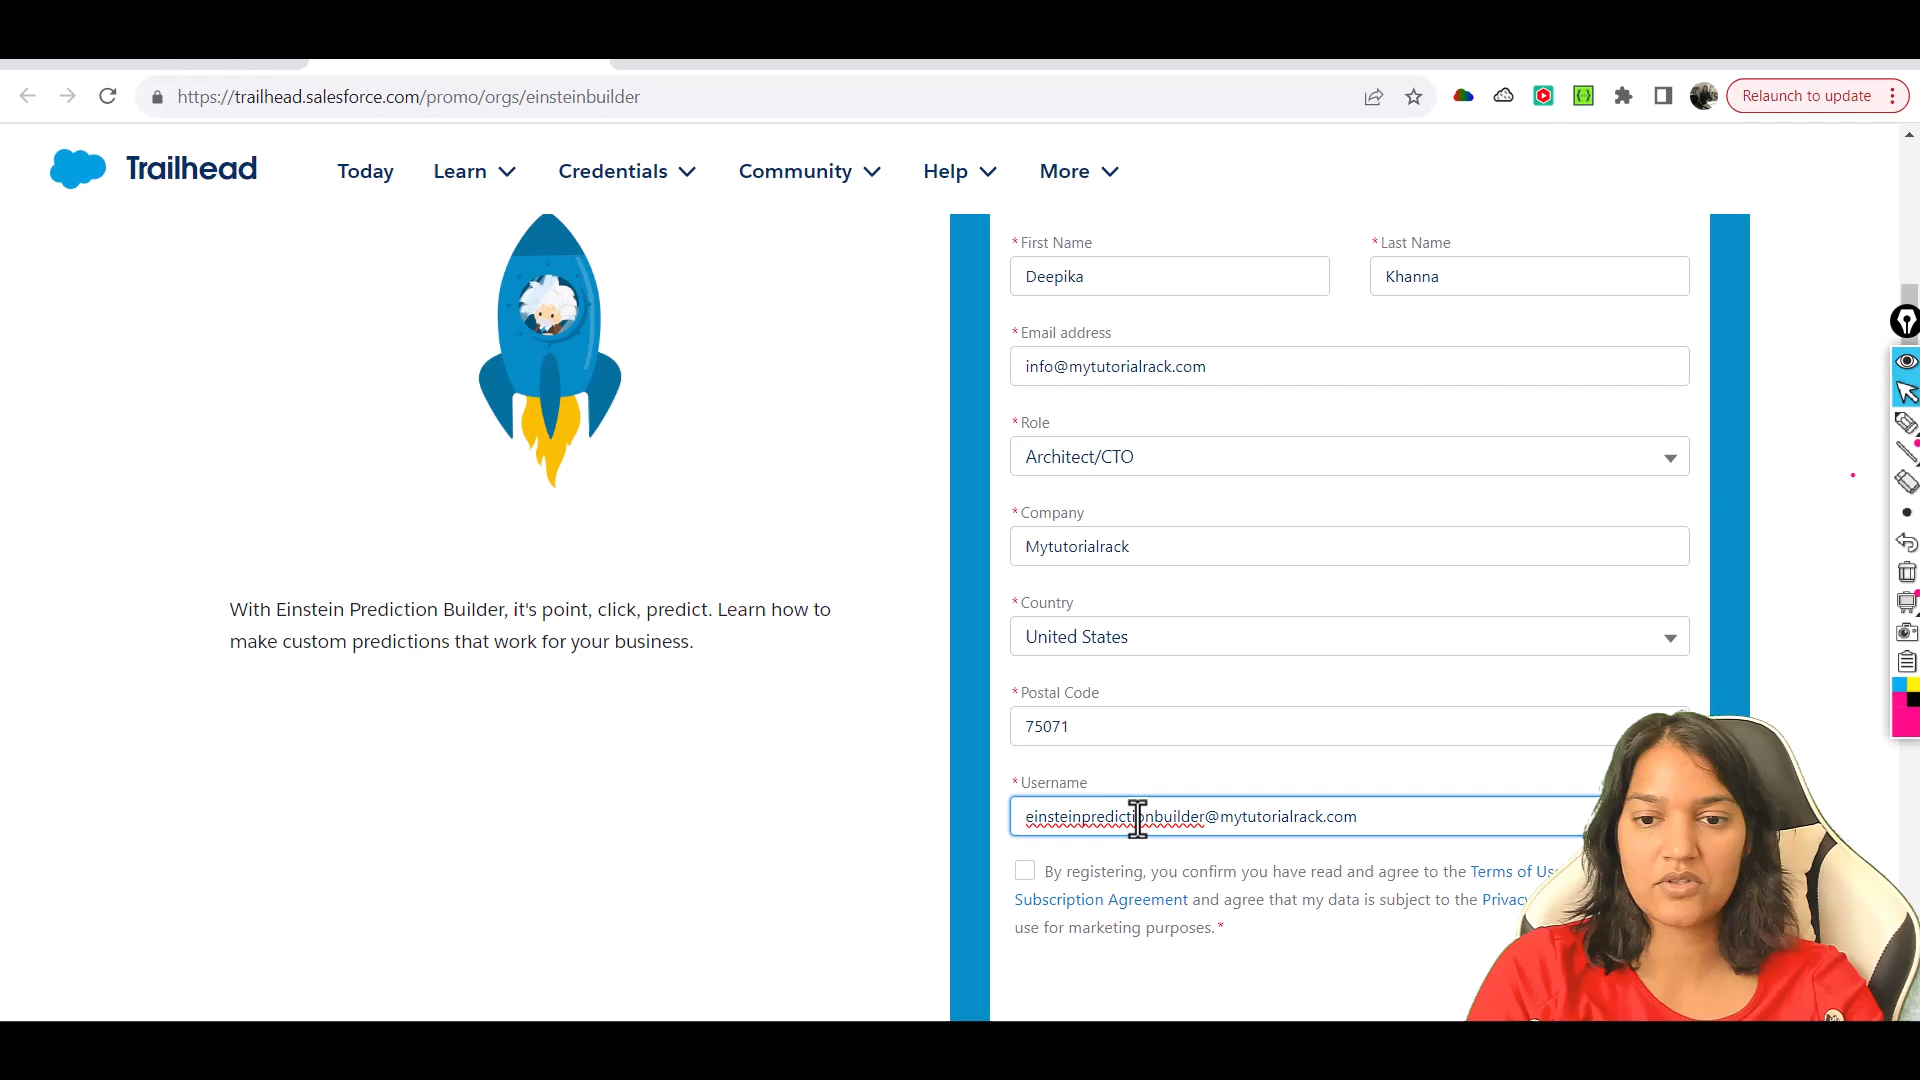 https://trailhead.salesforce.com/promo/orgs/einsteinbuilder
Relaunch to update
Trailhead
Today
Learn
Credentials
Community
Help
More
*First Name
*Last Name
Deepika
Khanna
*Email address
info@mytutorialrack.com
*Role
Architect/CTO
*Company
Mytutorialrack
*Country
United States
*Postal Code
75071
*Username
einsteinpredictionbuilder@mytutorialrack.com
By registering, you confirm you have read and agree to the Terms of
Subscription Agreement and agree that my data is subject to the
use for marketing purposes.*
With Einstein Prediction Builder, it's point, click, predict. Learn how to
make custom predictions that work for your business.